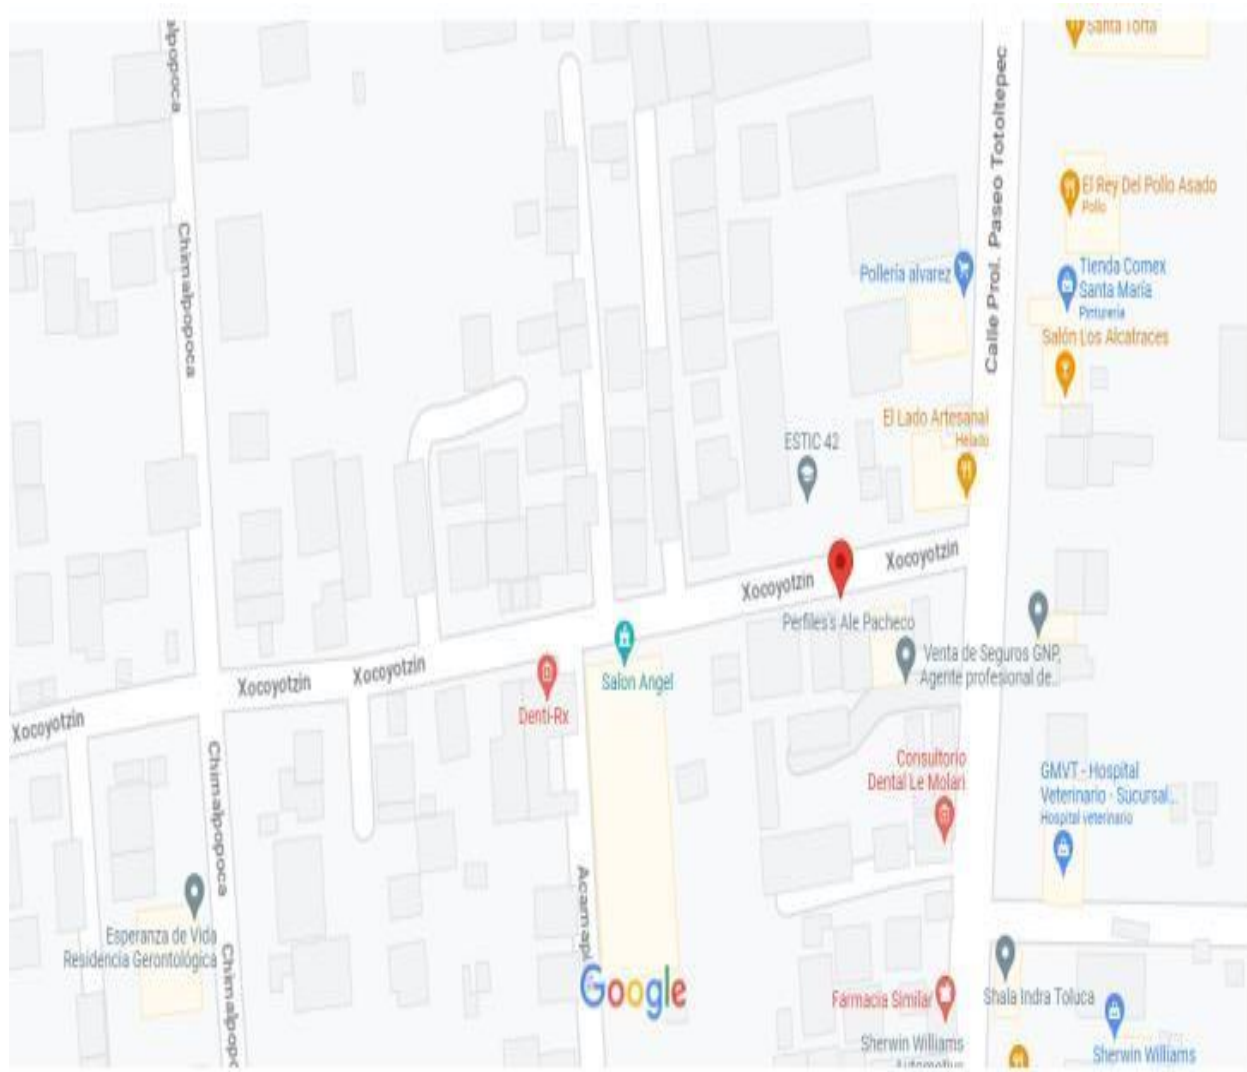 Santa Torta
alpopoca
Calle Prol. Paseo Totoltepec
El Rey Del Pollo Asado
Pollo
Chimalpopoca
Pollería alvarez
Tienda Comex
Santa María
Pinturería
Salón Los Alcatraces
El Lado Artesanal
Helado
ESTIC 42
Xocoyotzin
Xocoyotzin
Perfiles's Ale Pacheco
Venta de Seguros GNP,
Agente profesional de...
Salon Angel
Xocoyotzin
Xocoyotzin
Denti-Rx
Xocoyotzin
Chimalpopoca
Consultorio
Dental Le Molari
GMVT - Hospital
Veterinario - Sucursal...
Hospital veterinario
Acamapi
Esperanza de Vida
Residencia Gerontológica
Chimalpopo
Google
Farmacia Similar
Shala Indra Toluca
Sherwin Williams
Automotive
Sherwin Williams